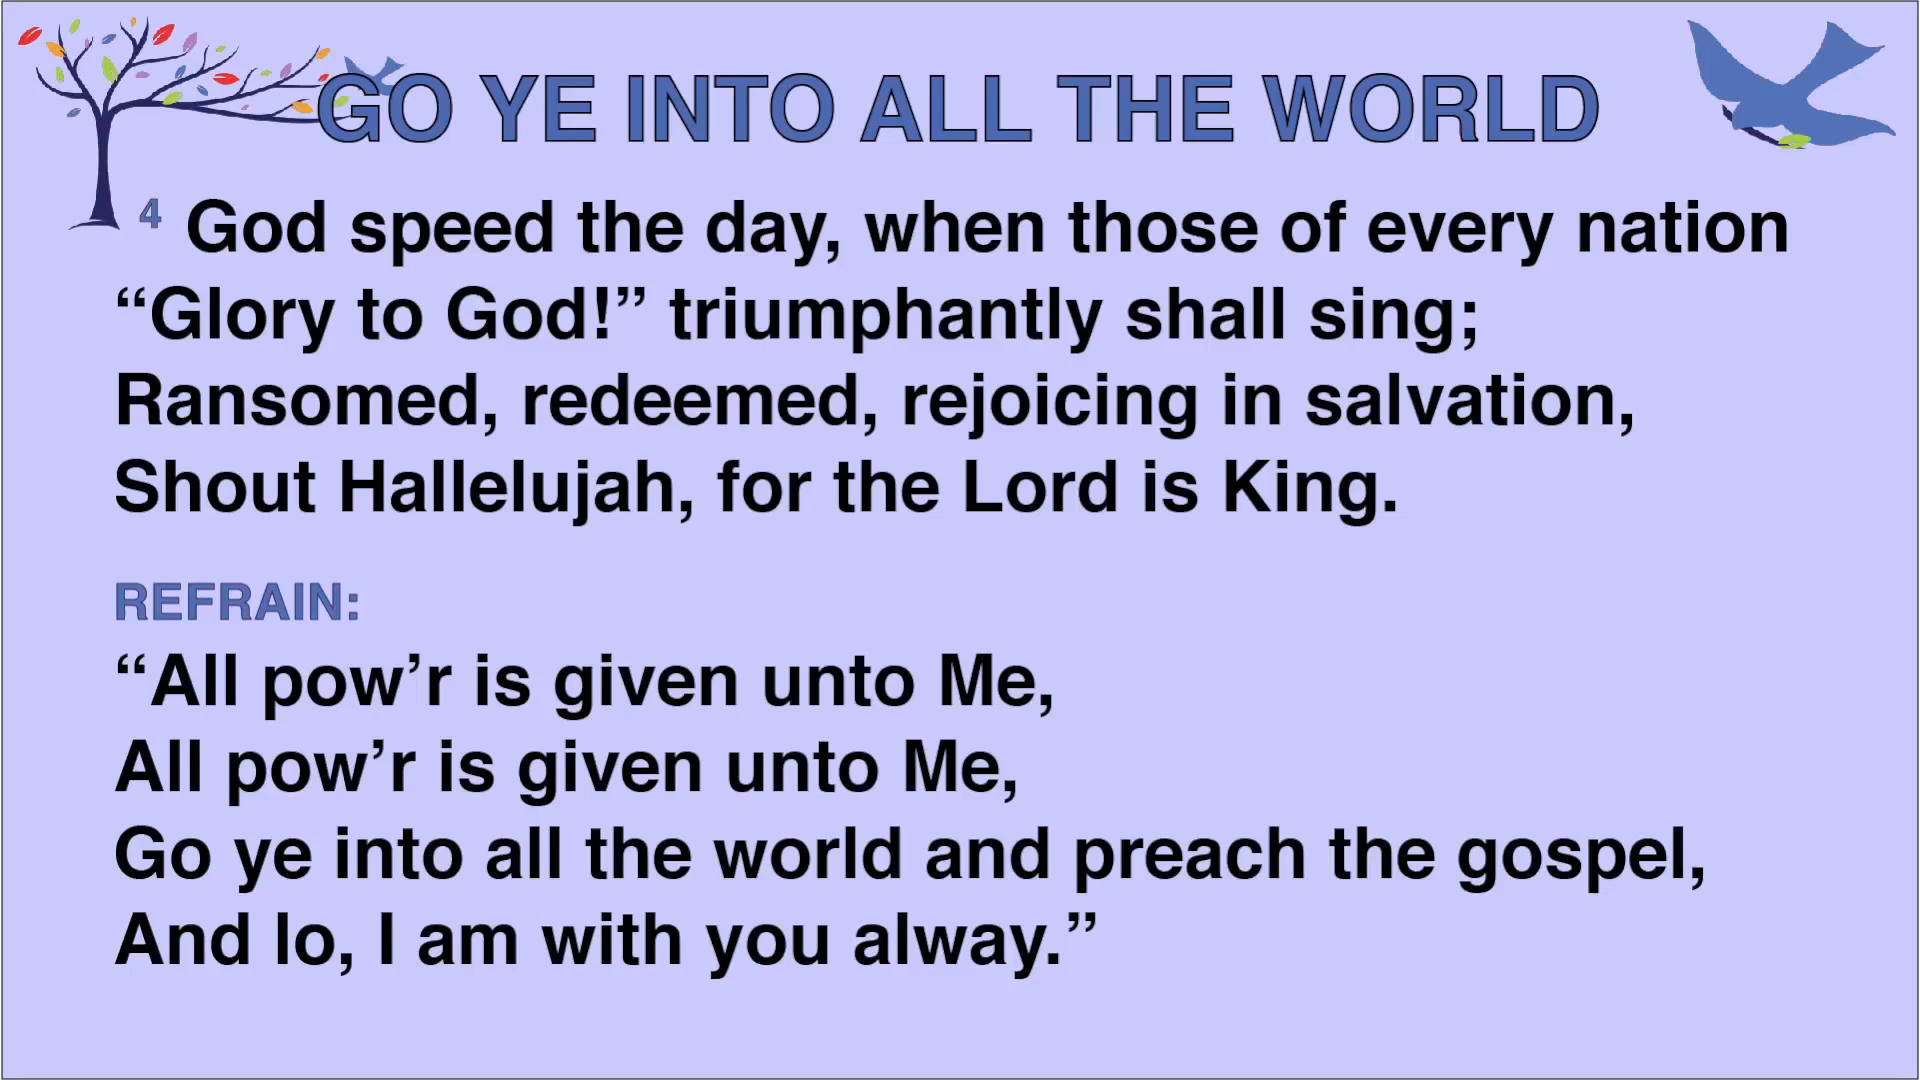 GO YE INTO ALL THE WORLD
4 God speed the day, when those of every nation
“Glory to God!” triumphantly shall sing;
Ransomed, redeemed, rejoicing in salvation,
Shout Hallelujah, for the Lord is King.
REFRAIN:
“All pow’r is given unto Me,
All pow’r is given unto Me,
Go ye into all the world and preach the gospel,
And lo, I am with you alway.”